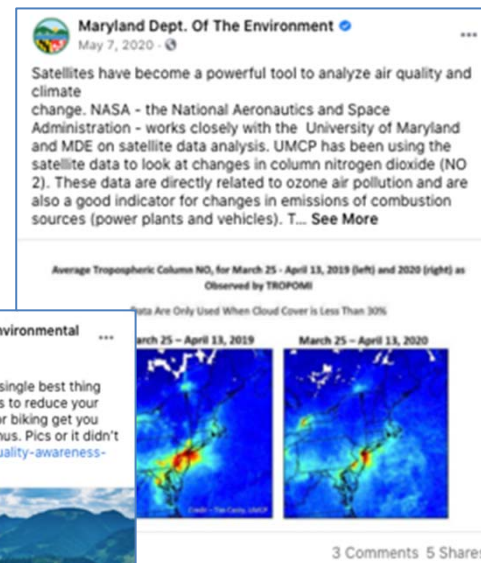 Maryland Dept. Of The Environment
May 7, 2020
Satellites have become a powerful tool to analyze air quality and
climate
change. NASA - the National Aeronautics and Space
Administration - works closely with the University of Maryland
and MDE on satellite data analysis. UMCP has been using the
satellite data to look at changes in column nitrogen dioxide (NO
2). These data are directly related to ozone air pollution and are
also a good indicator for changes in emissions of combustion
sources (power plants and vehicles). T... See More
Average Tropospheric Column NO₂ for March 25 - April 13, 2019 (left) and 2020 (right) as
Observed by TROPOMI
Data Are Only Used When Cloud Cover is Less Than 30%
arch 25 – April 13, 2019
March 25 – April 13, 2020
Credit – Tim Canty, UMCP
3 Comments 5 Shares
nvironmental
single best thing
s to reduce your
or biking get you
nus. Pics or it didn't
uality-awareness-